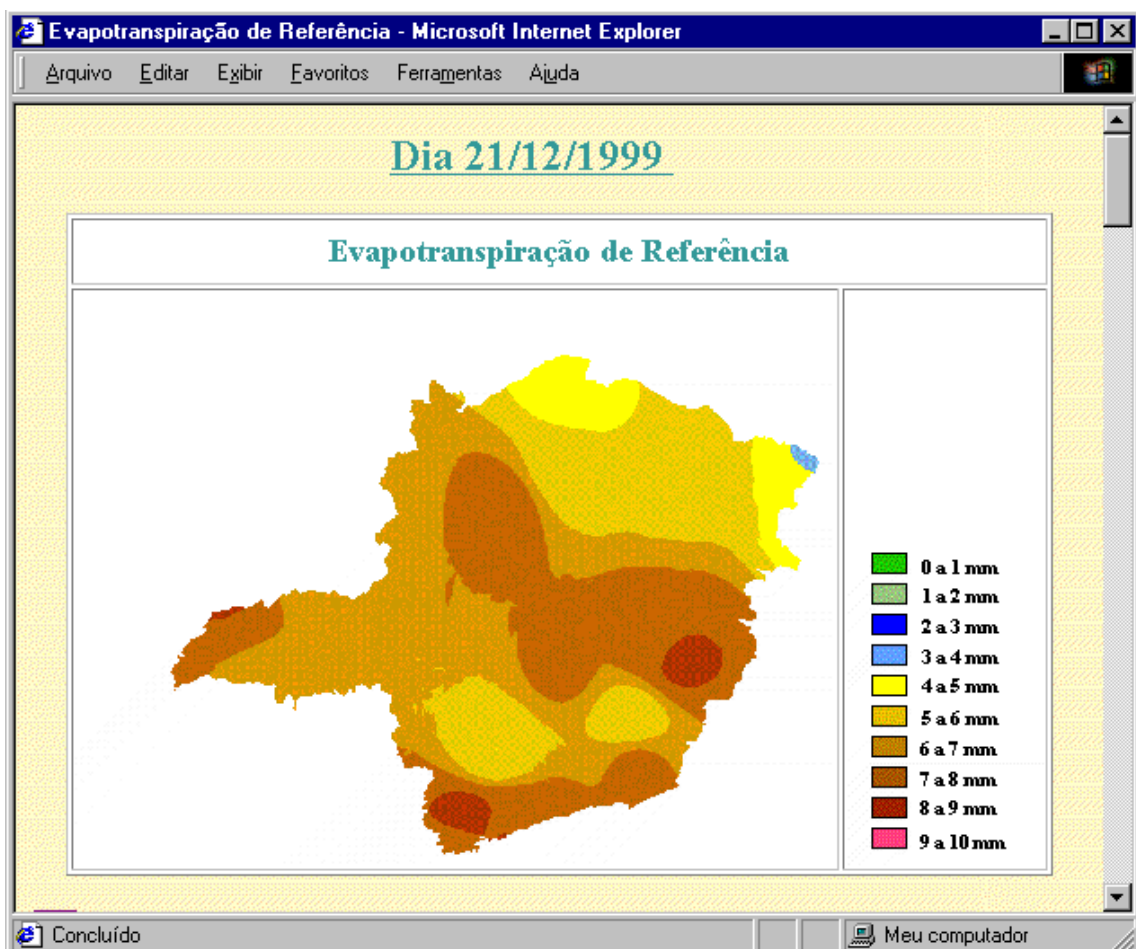 Evapotranspiração de Referência - Microsoft Internet Explorer
Arquivo Editar Exibir Favoritos Ferramentas Ajuda
Dia 21/12/1999
Evapotranspiração de Referência
0 a 1 mm
1 a 2 mm
2 a 3 mm
3 a 4 mm
4 a 5 mm
5 a 6 mm
6 a 7 mm
7 a 8 mm
8 a 9 mm
9 a 10 mm
Concluído Meu computador